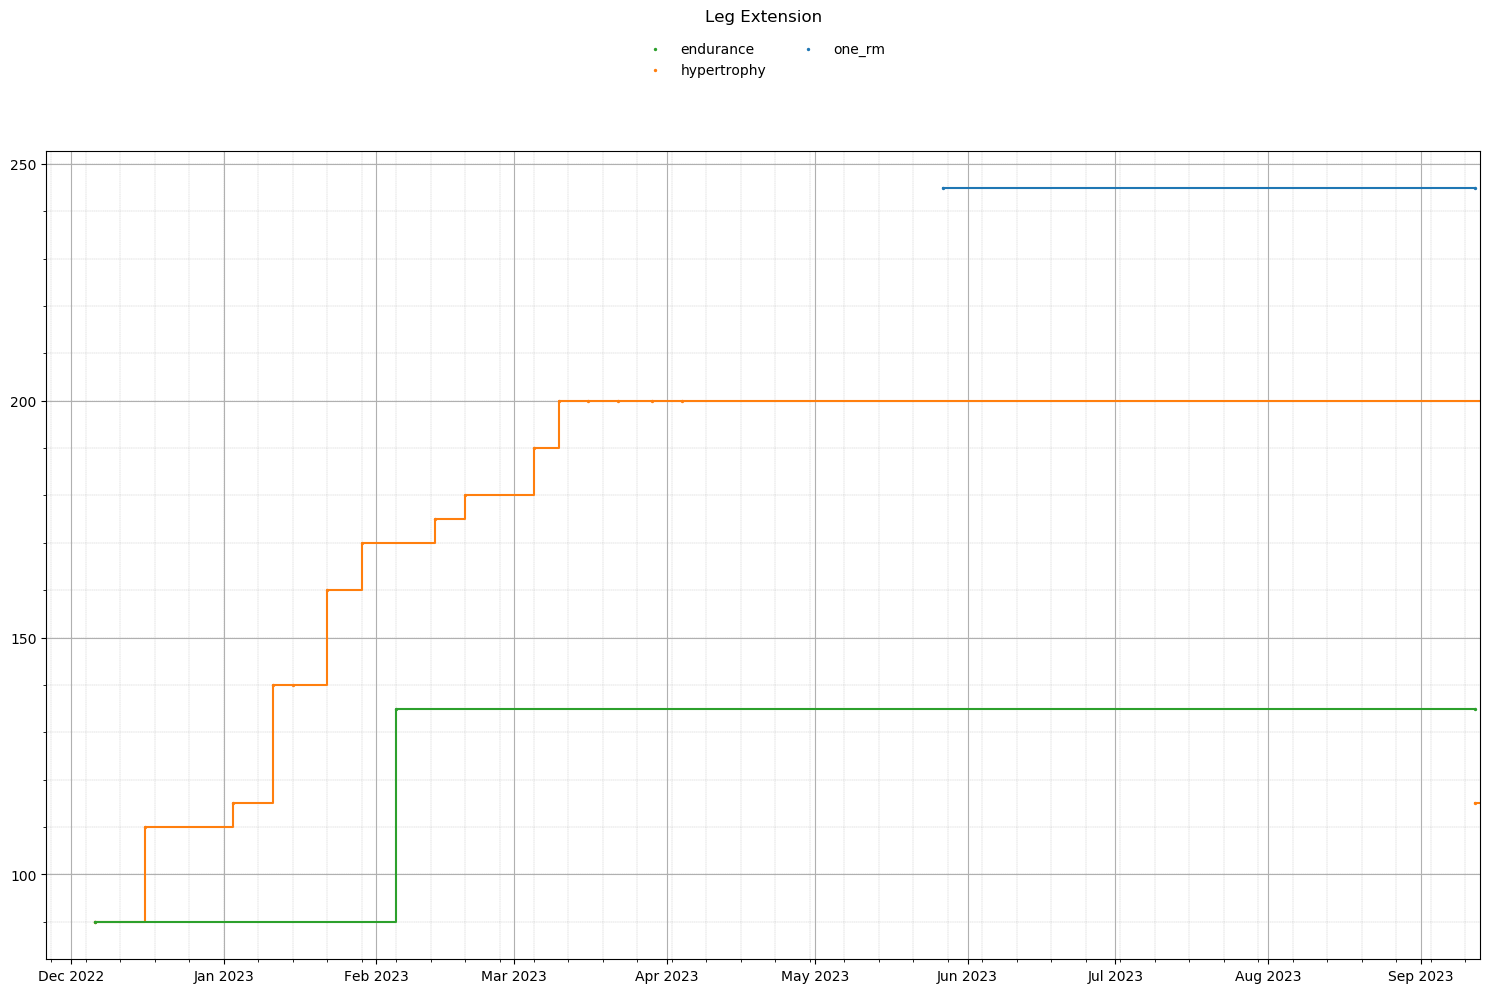 Leg Extension
endurance
hypertrophy
one_rm
250
200
150
100
Dec 2022
Jan 2023
Feb 2023
Mar 2023
Apr 2023
May 2023
Jun 2023
Jul 2023
Aug 2023
Sep 2023